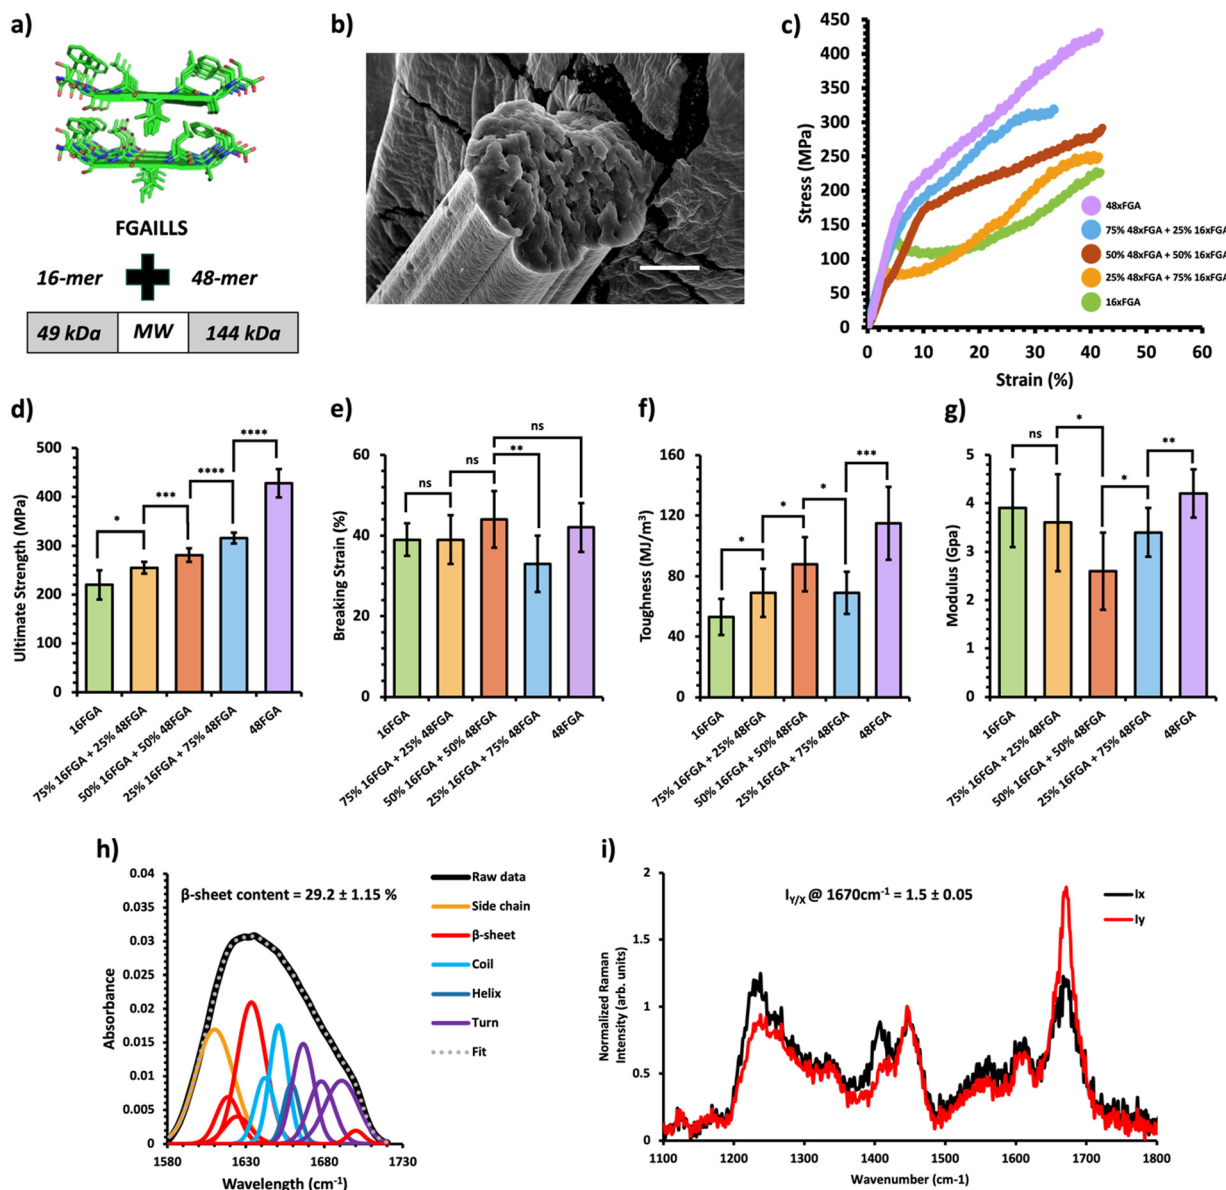 a)
FGAILLS
16-mer
48-mer
49 kDa
MW
144 kDa
b)
c)
Stress (MPa)
450
400
350
300
250
200
150
100
50
0
0
10
20
30
40
50
60
Strain (%)
48xFGA
75% 48xFGA + 25% 16xFGA
50% 48xFGA + 50% 16xFGA
25% 48xFGA + 75% 16xFGA
16xFGA
d)
Ultimate Strength (MPa)
500
400
300
200
100
0
*
***
****
****
16FGA
75% 16FGA + 25% 48FGA
50% 16FGA + 50% 48FGA
25% 16FGA + 75% 48FGA
48FGA
e)
Breaking Strain (%)
60
40
20
0
ns
ns
**
ns
16FGA
75% 16FGA + 25% 48FGA
50% 16FGA + 50% 48FGA
25% 16FGA + 75% 48FGA
48FGA
f)
Toughness (MJ/m³)
160
120
80
40
0
*
*
*
***
16FGA
75% 16FGA + 25% 48FGA
50% 16FGA + 50% 48FGA
25% 16FGA + 75% 48FGA
48FGA
g)
Modulus (Gpa)
5
4
3
2
1
0
ns
*
*
**
16FGA
75% 16FGA + 25% 48FGA
50% 16FGA + 50% 48FGA
25% 16FGA + 75% 48FGA
48FGA
h)
β-sheet content = 29.2 ± 1.15 %
Absorbance
0.04
0.035
0.03
0.025
0.02
0.015
0.01
0.005
0
1580
1630
1680
1730
Wavelength (cm⁻¹)
Raw data
Side chain
β-sheet
Coil
Helix
Turn
Fit
i)
I_Y/X @ 1670cm⁻¹ = 1.5 ± 0.05
Ix
Iy
Normalized Raman
Intensity (arb. units)
2
1.5
1
0.5
0
1100
1200
1300
1400
1500
1600
1700
1800
Wavenumber (cm-1)